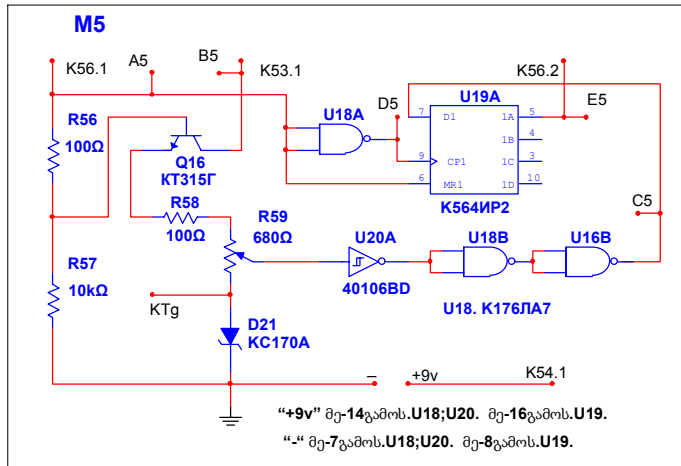 M5
K56.1
A5
B5
K53.1
K56.2
E5
D5
U18A
U19A
7
D1
1A
5
1B
4
9
CP1
1C
3
6
MR1
1D
10
К564ИР2
R56
100Ω
Q16
КТ315Г
R58
100Ω
R59
680Ω
R57
10kΩ
KTg
D21
KC170A
U20A
40106BD
U18B
U16B
C5
U18. К176ЛА7
–
+9v
K54.1
“+9v” მე-14გამოს.U18;U20. მე-16გამოს.U19.
“-“ მე-7გამოს.U18;U20. მე-8გამოს.U19.